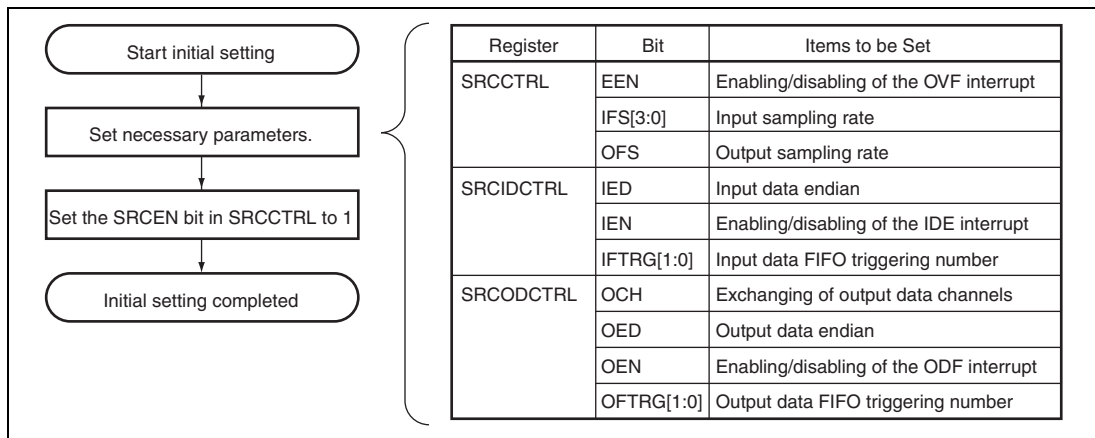 Start initial setting
Set necessary parameters.
Set the SRCEN bit in SRCCTRL to 1
Initial setting completed
Register Bit Items to be Set
SRCCTRL EEN Enabling/disabling of the OVF interrupt
IFS[3:0] Input sampling rate
OFS Output sampling rate
SRCIDCTRL IED Input data endian
IEN Enabling/disabling of the IDE interrupt
IFTRG[1:0] Input data FIFO triggering number
SRCODCTRL OCH Exchanging of output data channels
OED Output data endian
OEN Enabling/disabling of the ODF interrupt
OFTRG[1:0] Output data FIFO triggering number